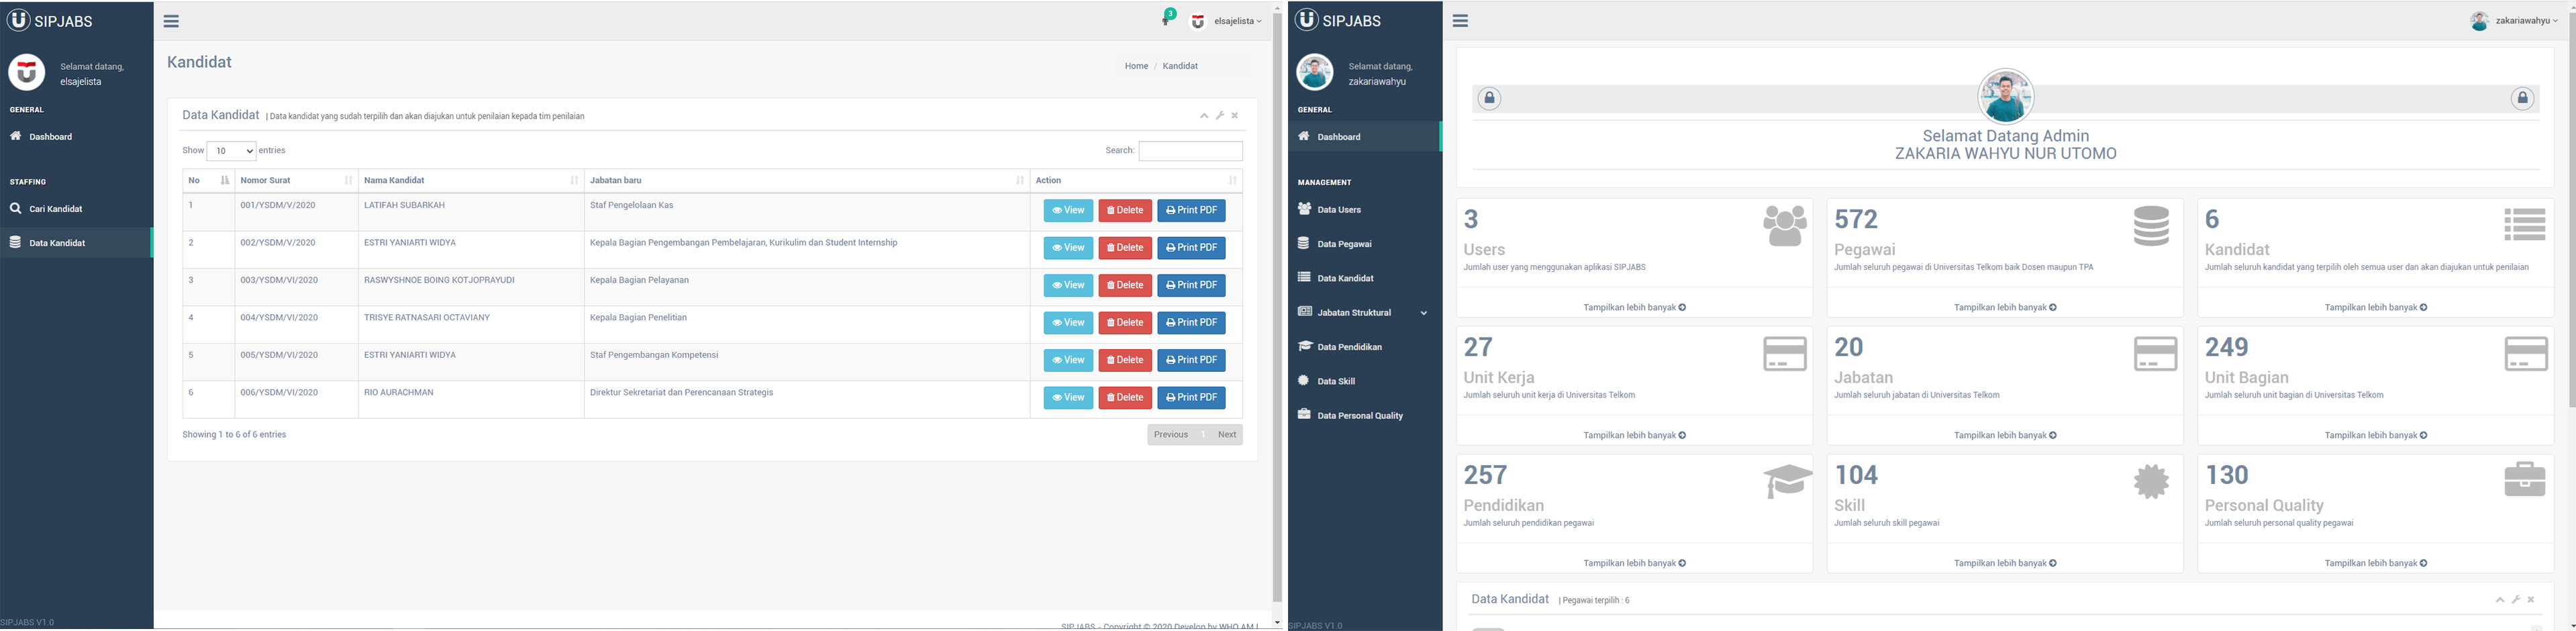 SIPJABS
3
elsajelista
Selamat datang,
elsajelista
GENERAL
Dashboard
STAFFING
Cari Kandidat
Data Kandidat
SIPJABS V1.0
Kandidat
Home / Kandidat
Data Kandidat | Data kandidat yang sudah terpilih dan akan diajukan untuk penilaian kepada tim penilaian
Show 10 entries
Search:
No Nomor Surat Nama Kandidat Jabatan baru Action
1 001/YSDM/V/2020 LATIFAH SUBARKAH Staf Pengelolaan Kas View Delete Print PDF
2 002/YSDM/V/2020 ESTRI YANIARTI WIDYA Kepala Bagian Pengembangan Pembelajaran, Kurikulim dan Student Internship View Delete Print PDF
3 003/YSDM/VI/2020 RASWYSHNOE BOING KOTJOPRAYUDI Kepala Bagian Pelayanan View Delete Print PDF
4 004/YSDM/VI/2020 TRISYE RATNASARI OCTAVIANY Kepala Bagian Penelitian View Delete Print PDF
5 005/YSDM/VI/2020 ESTRI YANIARTI WIDYA Staf Pengembangan Kompetensi View Delete Print PDF
6 006/YSDM/VI/2020 RIO AURACHMAN Direktur Sekretariat dan Perencanaan Strategis View Delete Print PDF
Showing 1 to 6 of 6 entries
Previous 1 Next
SIPJABS - Copyright © 2020 Develop by WHO AM I
SIPJABS
zakariawahyu
Selamat datang,
zakariawahyu
GENERAL
Dashboard
MANAGEMENT
Data Users
Data Pegawai
Data Kandidat
Jabatan Struktural
Data Pendidikan
Data Skill
Data Personal Quality
SIPJABS V1.0
Selamat Datang Admin
ZAKARIA WAHYU NUR UTOMO
3
Users
Jumlah user yang menggunakan aplikasi SIPJABS
Tampilkan lebih banyak
572
Pegawai
Jumlah seluruh pegawai di Universitas Telkom baik Dosen maupun TPA
Tampilkan lebih banyak
6
Kandidat
Jumlah seluruh kandidat yang terpilih oleh semua user dan akan diajukan untuk penilaian
Tampilkan lebih banyak
27
Unit Kerja
Jumlah seluruh unit kerja di Universitas Telkom
Tampilkan lebih banyak
20
Jabatan
Jumlah seluruh jabatan di Universitas Telkom
Tampilkan lebih banyak
249
Unit Bagian
Jumlah seluruh unit bagian di Universitas Telkom
Tampilkan lebih banyak
257
Pendidikan
Jumlah seluruh pendidikan pegawai
Tampilkan lebih banyak
104
Skill
Jumlah seluruh skill pegawai
Tampilkan lebih banyak
130
Personal Quality
Jumlah seluruh personal quality pegawai
Tampilkan lebih banyak
Data Kandidat | Pegawai terpilih : 6